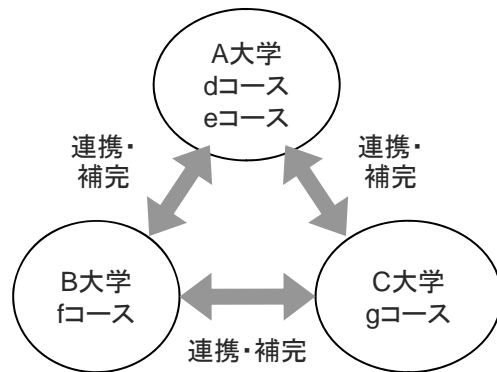 A大学
dコース
eコース
連携・
補完
連携・
補完
B大学
fコース
C大学
gコース
連携・補完